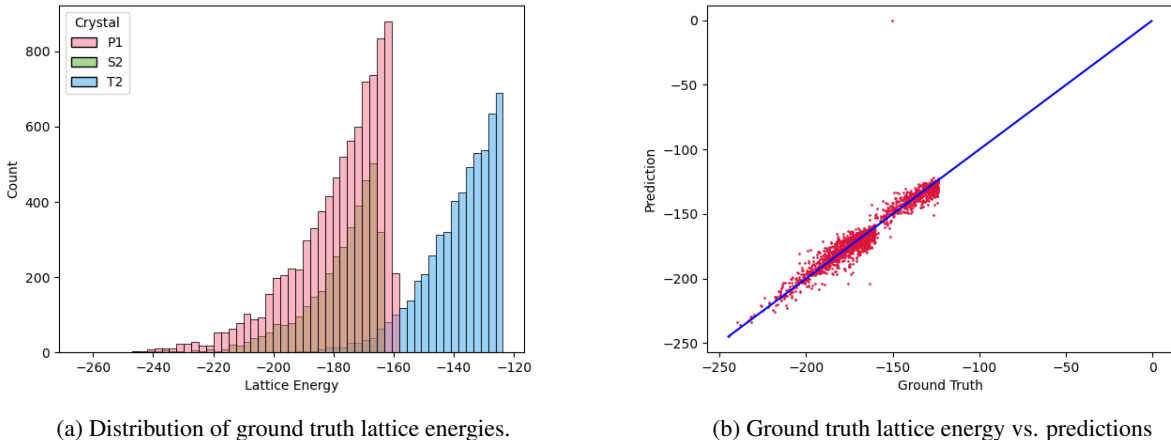 Crystal
P1
S2
T2
800
600
400
200
0
Count
−260 −240 −220 −200 −180 −160 −140 −120
Lattice Energy
(a) Distribution of ground truth lattice energies.
0
−50
−100
−150
−200
−250
Prediction
−250 −200 −150 −100 −50 0
Ground Truth
(b) Ground truth lattice energy vs. predictions